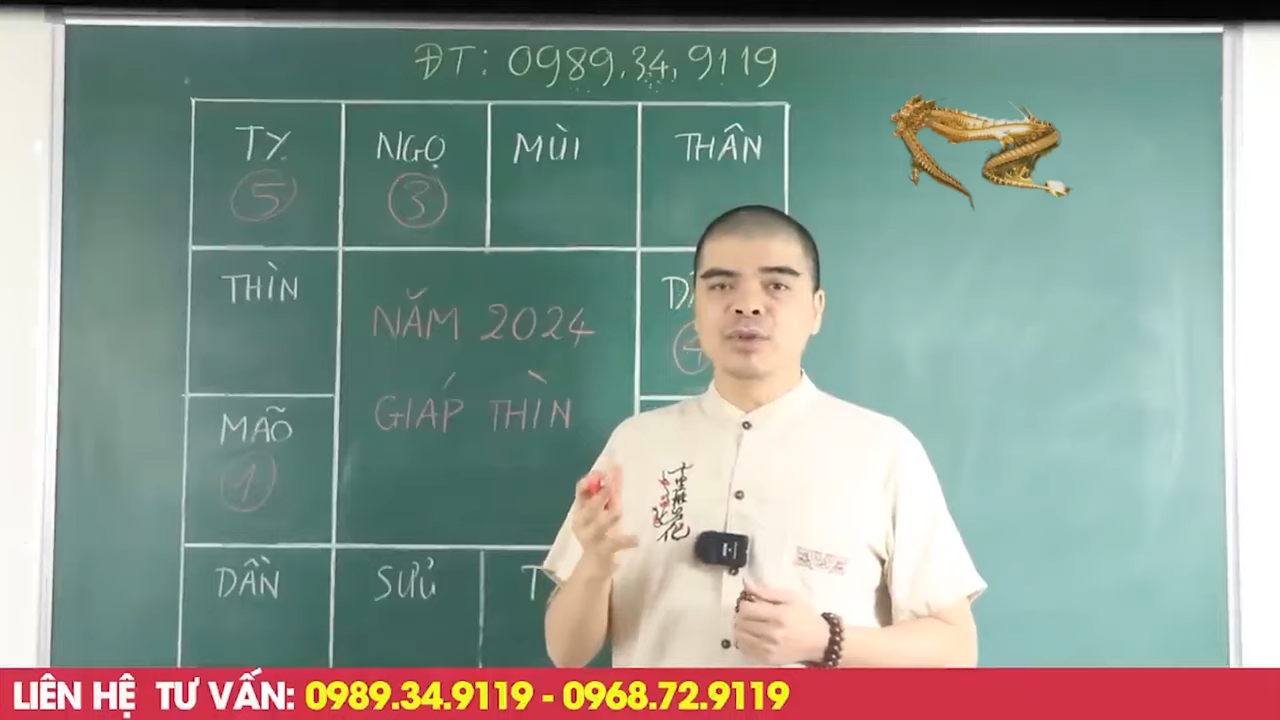 ĐT: 0989.34.9119
TỴ NGỌ MÙI THÂN
5 3
THÌN
NĂM 2024
GIÁP THÌN
MÃO
1
DẦN SỬU
LIÊN HỆ TƯ VẤN: 0989.34.9119 - 0968.72.9119